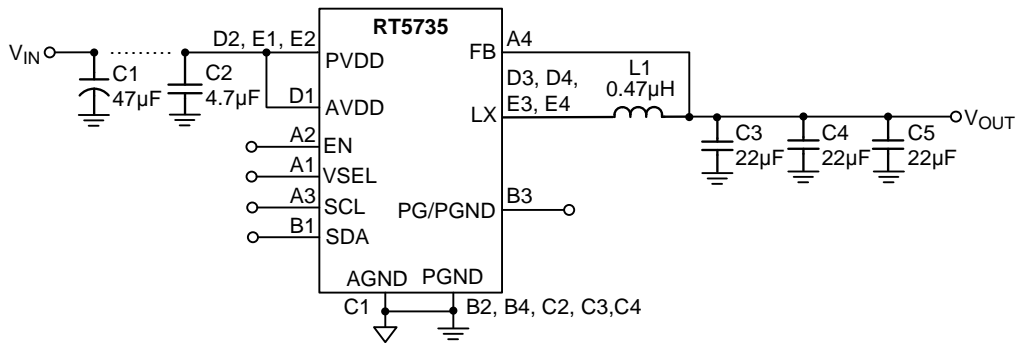 RT5735
V_IN
C1
47µF
C2
4.7µF
D2, E1, E2
PVDD
D1
AVDD
A2
EN
A1
VSEL
A3
SCL
B1
SDA
FB
A4
D3, D4,
E3, E4
LX
L1
0.47µH
V_OUT
C3
22µF
C4
22µF
C5
22µF
PG/PGND
B3
AGND
PGND
C1
B2, B4, C2, C3,C4